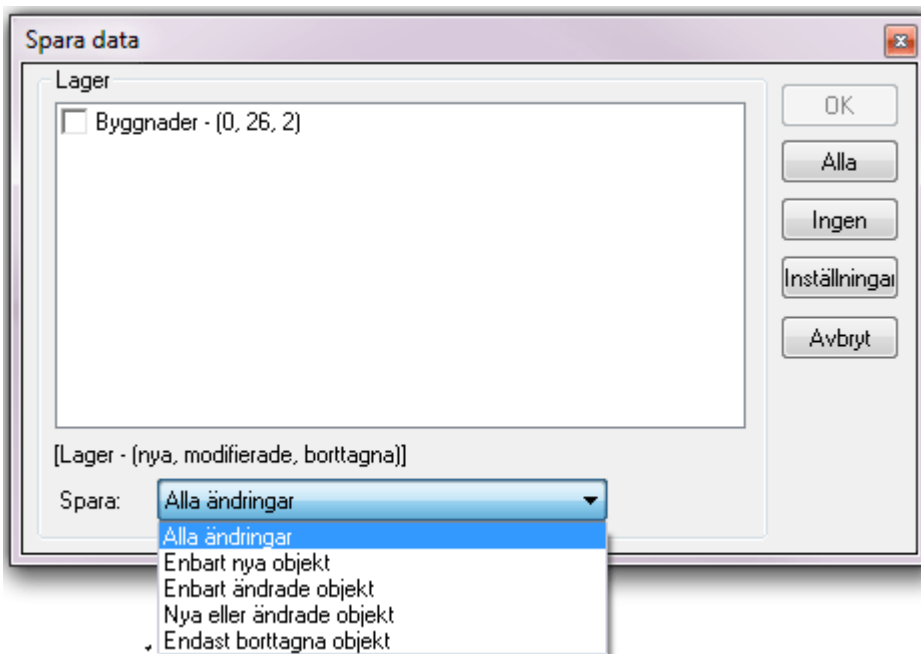 Spara data
Lager
Byggnader - (0, 26, 2)
OK
Alla
Ingen
Inställningar
Avbryt
[Lager - (nya, modifierade, borttagna)]
Spara: Alla ändringar
Alla ändringar
Enbart nya objekt
Enbart ändrade objekt
Nya eller ändrade objekt
Endast borttagna objekt